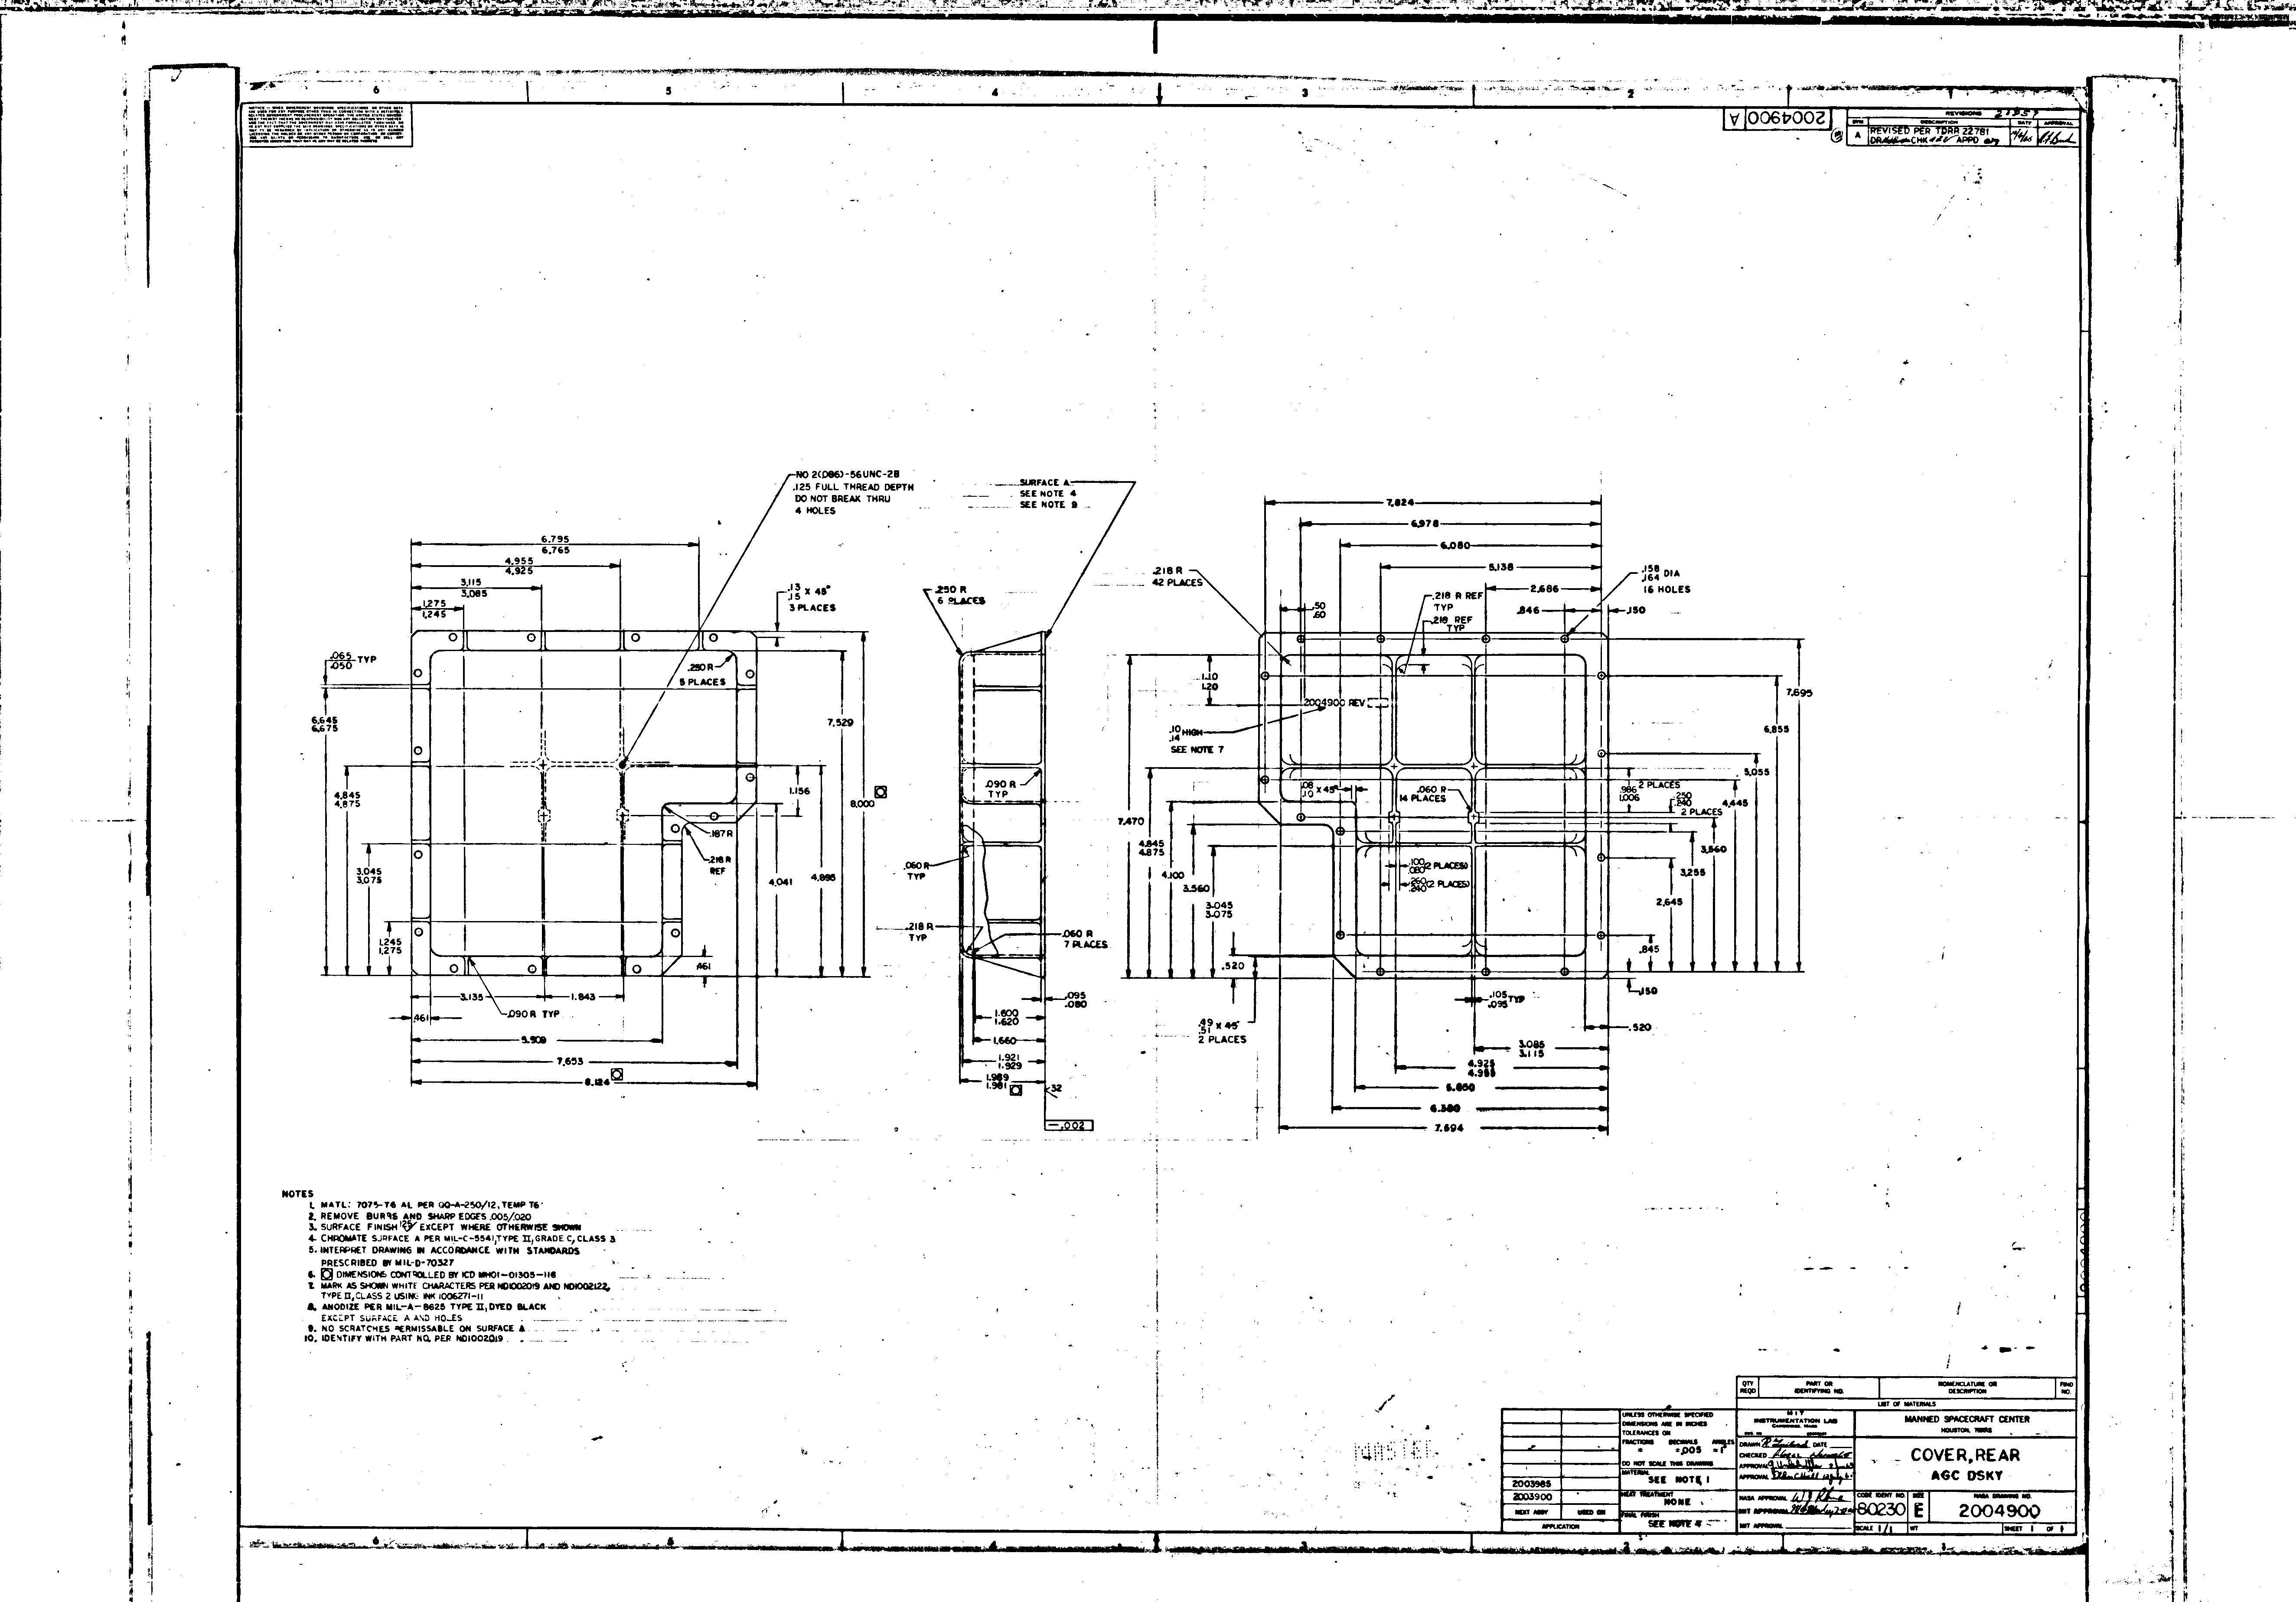 6
5
4
3
2
1
2004900 A
REVISIONS
SYM DESCRIPTION DATE APPROVAL
A REVISED PER TDRR 22781
CHK APPD
NO 2(.086)-56UNC-2B
.125 FULL THREAD DEPTH
DO NOT BREAK THRU
4 HOLES
SURFACE A
SEE NOTE 4
SEE NOTE 9
6.795
6.765
4.955
4.925
3.115
3.085
1.275
1.245
.13
.15 X 45°
3 PLACES
.065
.050 TYP
.250 R
5 PLACES
6.645
6.675
7.529
4.845
4.875
1.156
8.000
3.045
3.075
.187R
.218 R
REF
4.041
4.895
1.245
1.275
.461
3.135
1.843
.461
.090 R TYP
5.909
7.653
8.124
.250 R
6 PLACES
.090 R
TYP
.060 R
TYP
.218 R
TYP
.060 R
7 PLACES
.095
.080
1.600
1.620
1.660
1.921
1.929
1.989
1.981
32
.002
7.824
6.978
6.080
5.138
2.686
.846
.150
.158
.164 DIA
16 HOLES
.218 R
42 PLACES
.50
.60
.218 R REF
TYP
.218 REF
TYP
1.10
1.20
2004900 REV
.10
.14 HIGH
SEE NOTE 7
7.695
6.855
5.055
4.445
.08
.10 X 45°
.060 R
14 PLACES
.986
1.006 2 PLACES
.250
.240
2 PLACES
7.470
4.845
4.875
4.100
3.560
3.045
3.075
.100
.080(2 PLACES)
.260
.240(2 PLACES)
3.560
3.255
2.645
.845
.520
.150
.105
.095 TYP
.49
.51 X 45°
2 PLACES
.520
3.085
3.115
4.925
4.955
5.850
6.380
7.694
NOTES
1. MATL: 7075-T6 AL PER QQ-A-250/12, TEMP T6
2. REMOVE BURRS AND SHARP EDGES .005/.020
3. SURFACE FINISH 125 EXCEPT WHERE OTHERWISE SHOWN
4. CHROMATE SURFACE A PER MIL-C-5541, TYPE II, GRADE C, CLASS 3
5. INTERPRET DRAWING IN ACCORDANCE WITH STANDARDS
PRESCRIBED BY MIL-D-70327
6. DIMENSIONS CONTROLLED BY ICD MH01-01305-116
7. MARK AS SHOWN WHITE CHARACTERS PER ND1002019 AND ND1002122,
TYPE II, CLASS 2 USING INK 1006271-11
8. ANODIZE PER MIL-A-8625 TYPE II, DYED BLACK
EXCEPT SURFACE A AND HOLES
9. NO SCRATCHES PERMISSABLE ON SURFACE A
10. IDENTIFY WITH PART NO. PER ND1002019
MASTER
QTY REQD PART OR IDENTIFYING NO. NOMENCLATURE OR DESCRIPTION FIND NO.
LIST OF MATERIALS
UNLESS OTHERWISE SPECIFIED
DIMENSIONS ARE IN INCHES
TOLERANCES ON
FRACTIONS DECIMALS ANGLES
± ±.005 ±1°
DO NOT SCALE THIS DRAWING
MATERIAL
SEE NOTE 1
HEAT TREATMENT
NONE
FINAL FINISH
SEE NOTE 4
2003985
2003900
NEXT ASSY USED ON
APPLICATION
MIT
INSTRUMENTATION LAB
CAMBRIDGE, MASS
DRAWN DATE
CHECKED
APPROVAL
APPROVAL
NASA APPROVAL
MIT APPROVAL
MIT APPROVAL
MANNED SPACECRAFT CENTER
HOUSTON, TEXAS
COVER, REAR
AGC DSKY
CODE IDENT NO. SIZE NASA DRAWING NO.
80230 E 2004900
SCALE 1/1 WT SHEET 1 OF 1
6
5
4
3
2
1